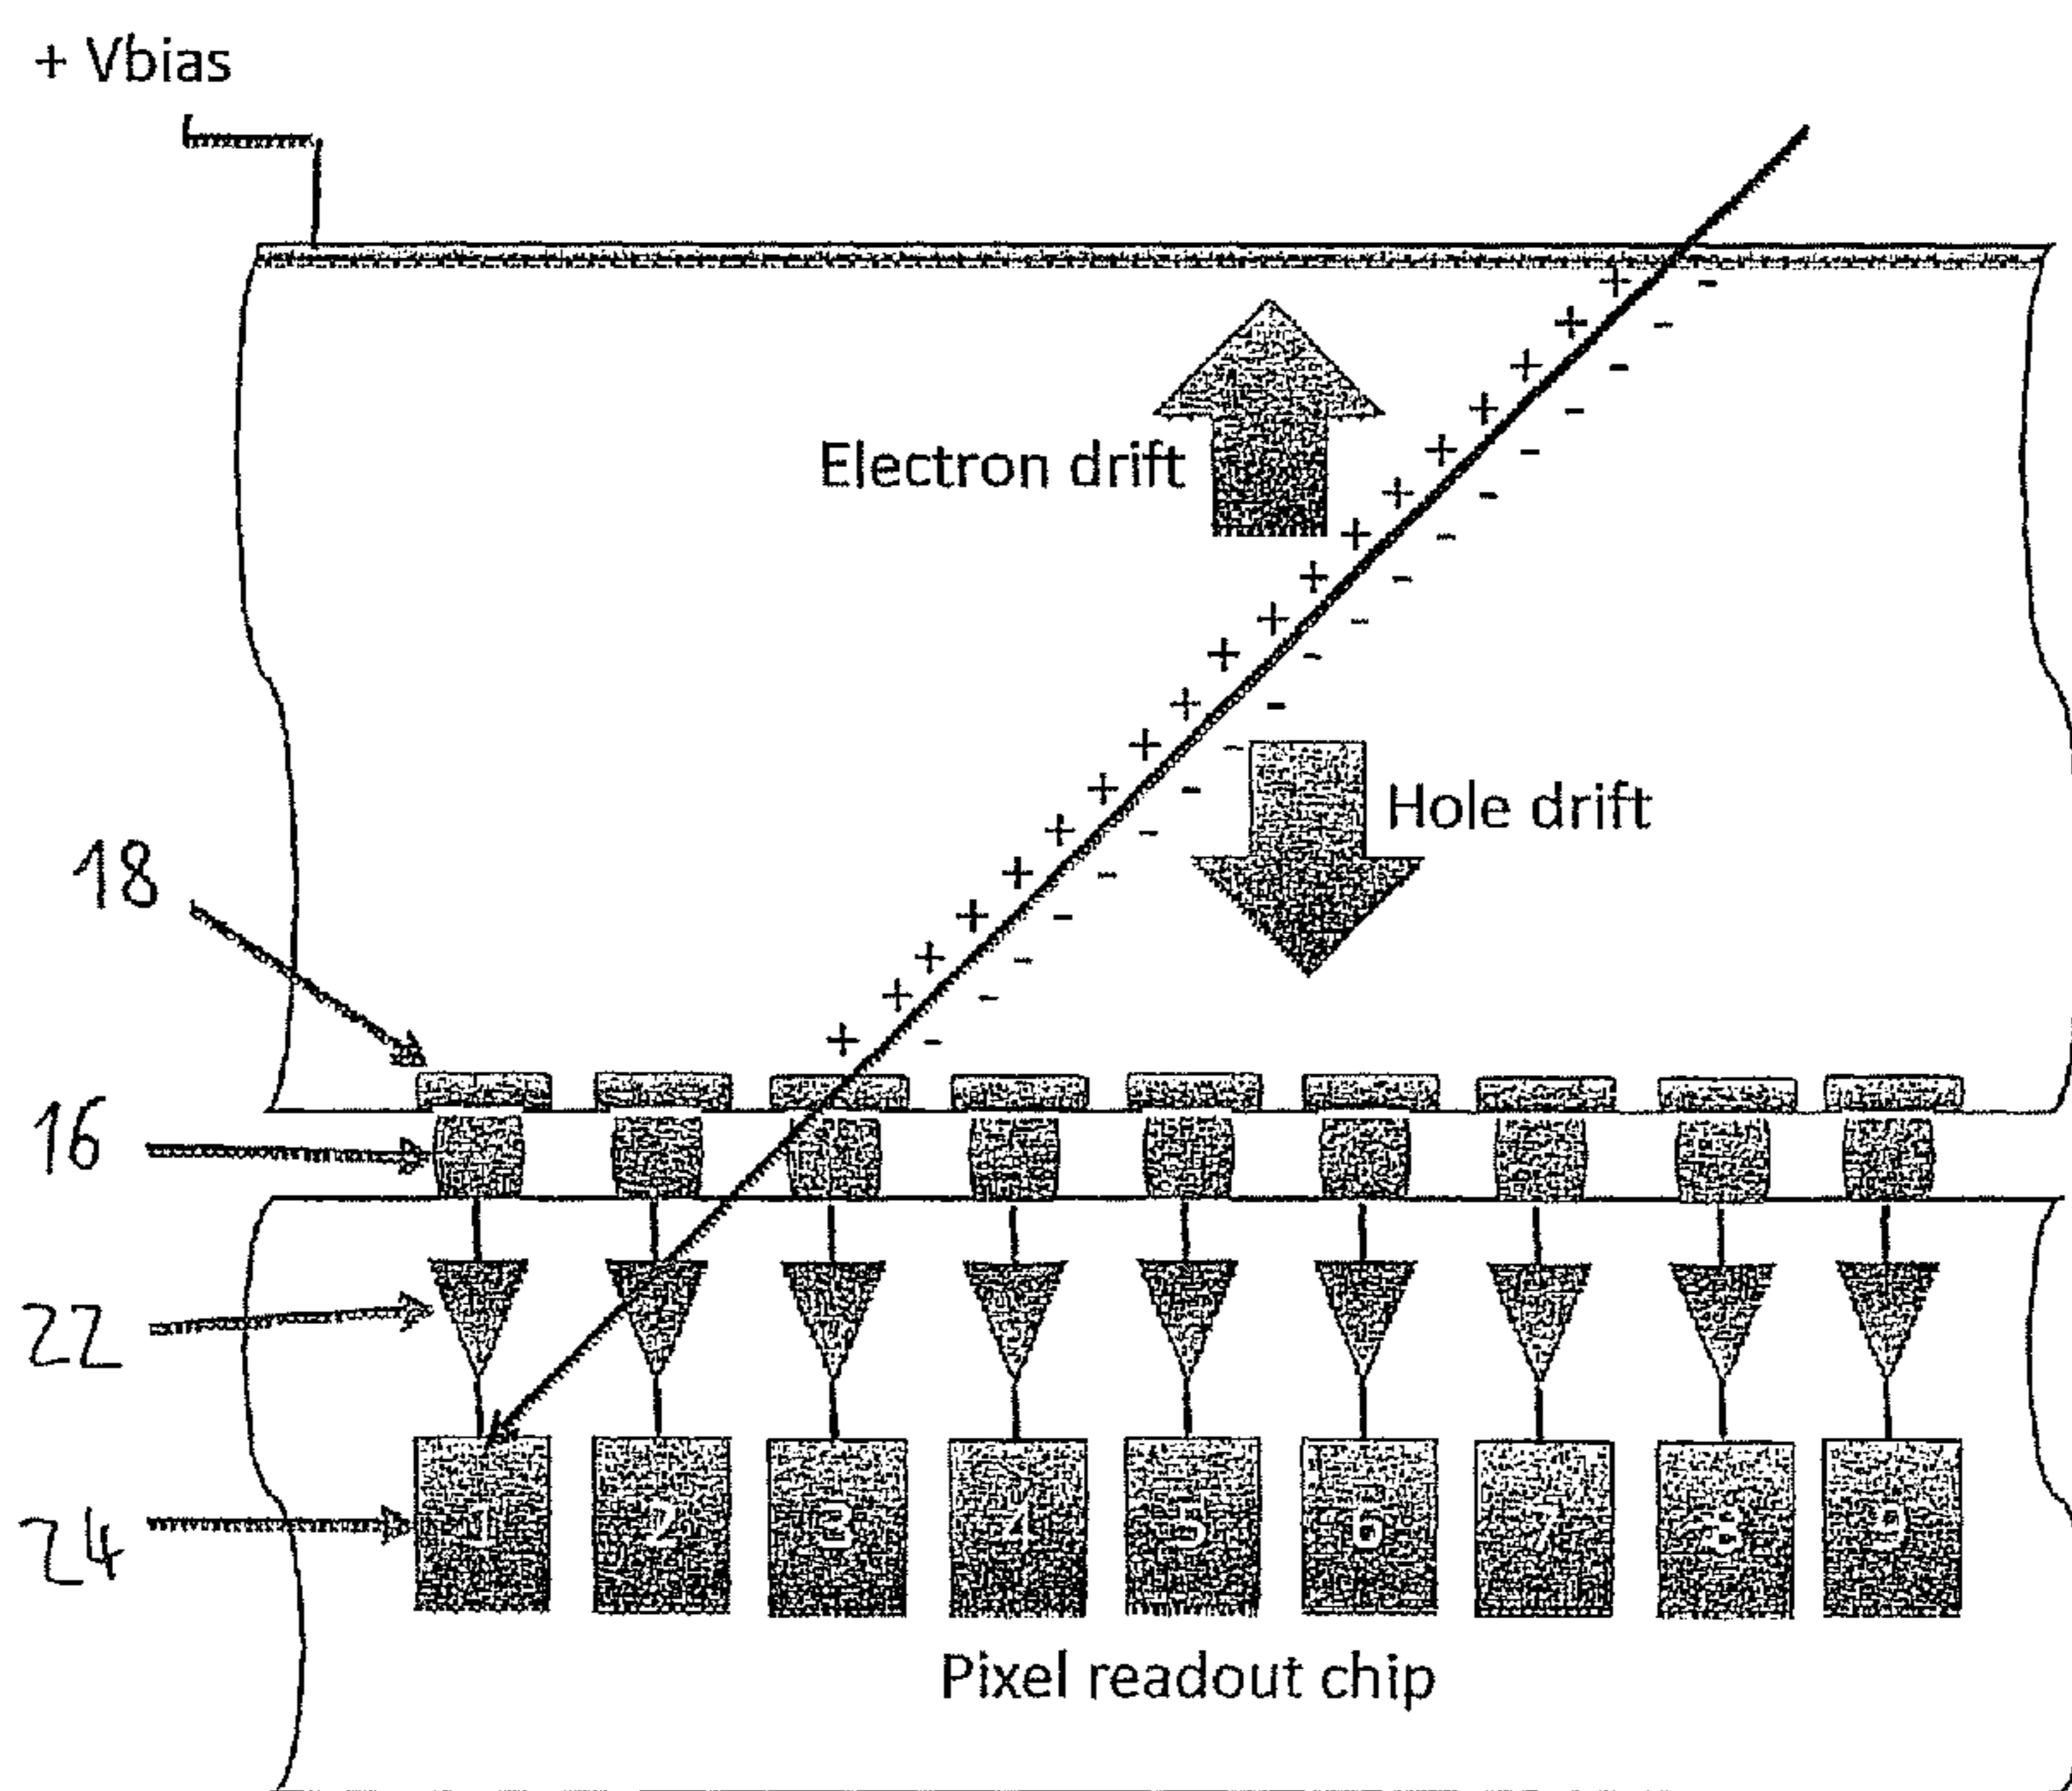 + Vbias
Electron drift
Hole drift
18
16
22
24
1 2 3 4 5 6 7 8 9
Pixel readout chip